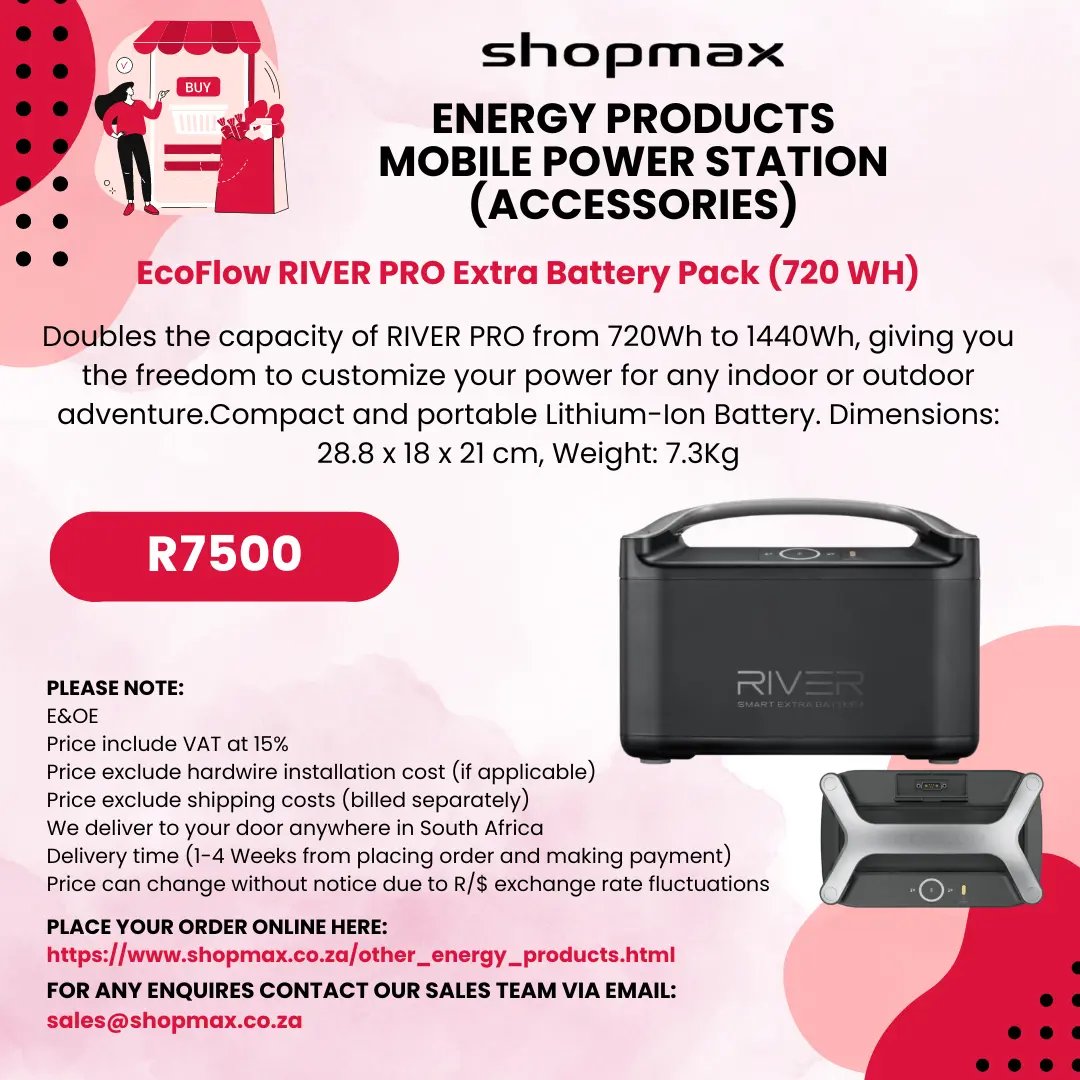 shopmax
BUY
ENERGY PRODUCTS
MOBILE POWER STATION
(ACCESSORIES)
EcoFlow RIVER PRO Extra Battery Pack (720 WH)
Doubles the capacity of RIVER PRO from 720Wh to 1440Wh, giving you
the freedom to customize your power for any indoor or outdoor
adventure.Compact and portable Lithium-Ion Battery. Dimensions:
28.8 x 18 x 21 cm, Weight: 7.3Kg
R7500
RIVER
SMART EXTRA BATTERY
PLEASE NOTE:
E&OE
Price include VAT at 15%
Price exclude hardwire installation cost (if applicable)
Price exclude shipping costs (billed separately)
We deliver to your door anywhere in South Africa
Delivery time (1-4 Weeks from placing order and making payment)
Price can change without notice due to R/$ exchange rate fluctuations
PLACE YOUR ORDER ONLINE HERE:
https://www.shopmax.co.za/other_energy_products.html
FOR ANY ENQUIRES CONTACT OUR SALES TEAM VIA EMAIL:
sales@shopmax.co.za